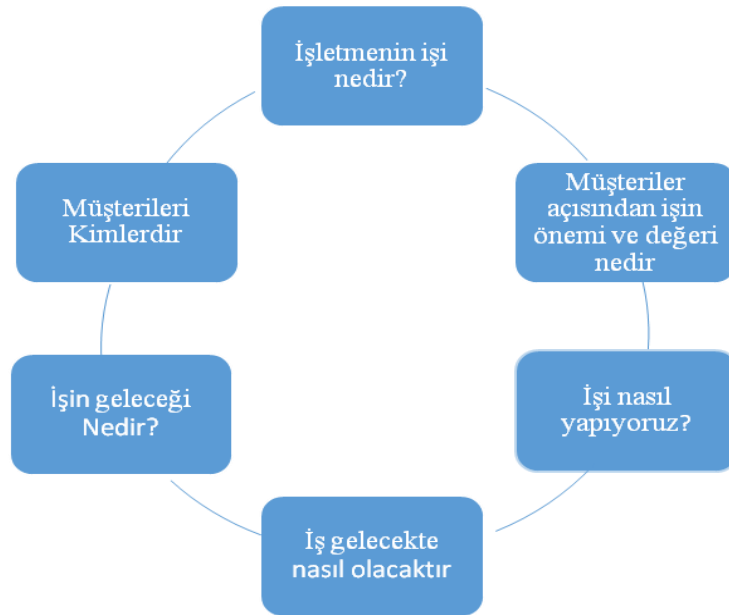 İşletmenin işi
nedir?
Müşteriler
açısından işin
önemi ve değeri
nedir
İşi nasıl
yapıyoruz?
İş gelecekte
nasıl olacaktır
İşin geleceği
Nedir?
Müşterileri
Kimlerdir